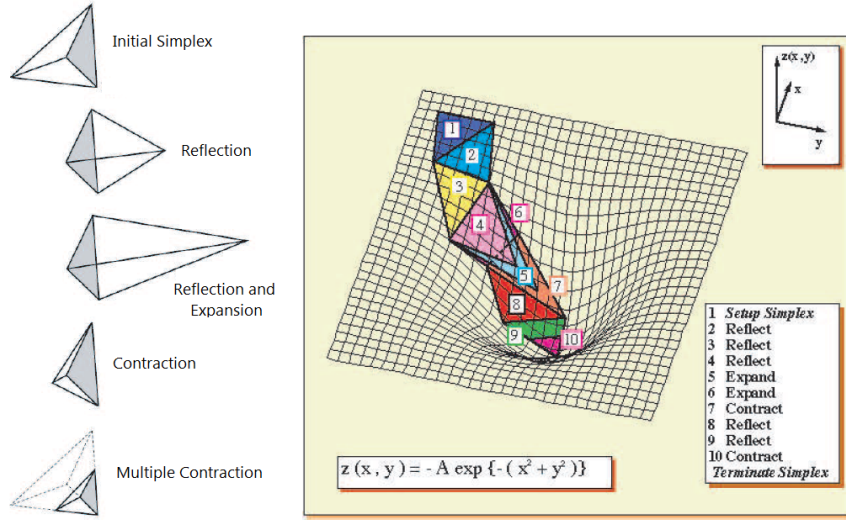 Initial Simplex
Reflection
Reflection and
Expansion
Contraction
Multiple Contraction
z(x,y)
x
y
1
2
3
4
6
5
7
8
9
10
1 Setup Simplex
2 Reflect
3 Reflect
4 Reflect
5 Expand
6 Expand
7 Contract
8 Reflect
9 Reflect
10 Contract
Terminate Simplex
z (x , y ) = - A exp {- ( x² + y² )}